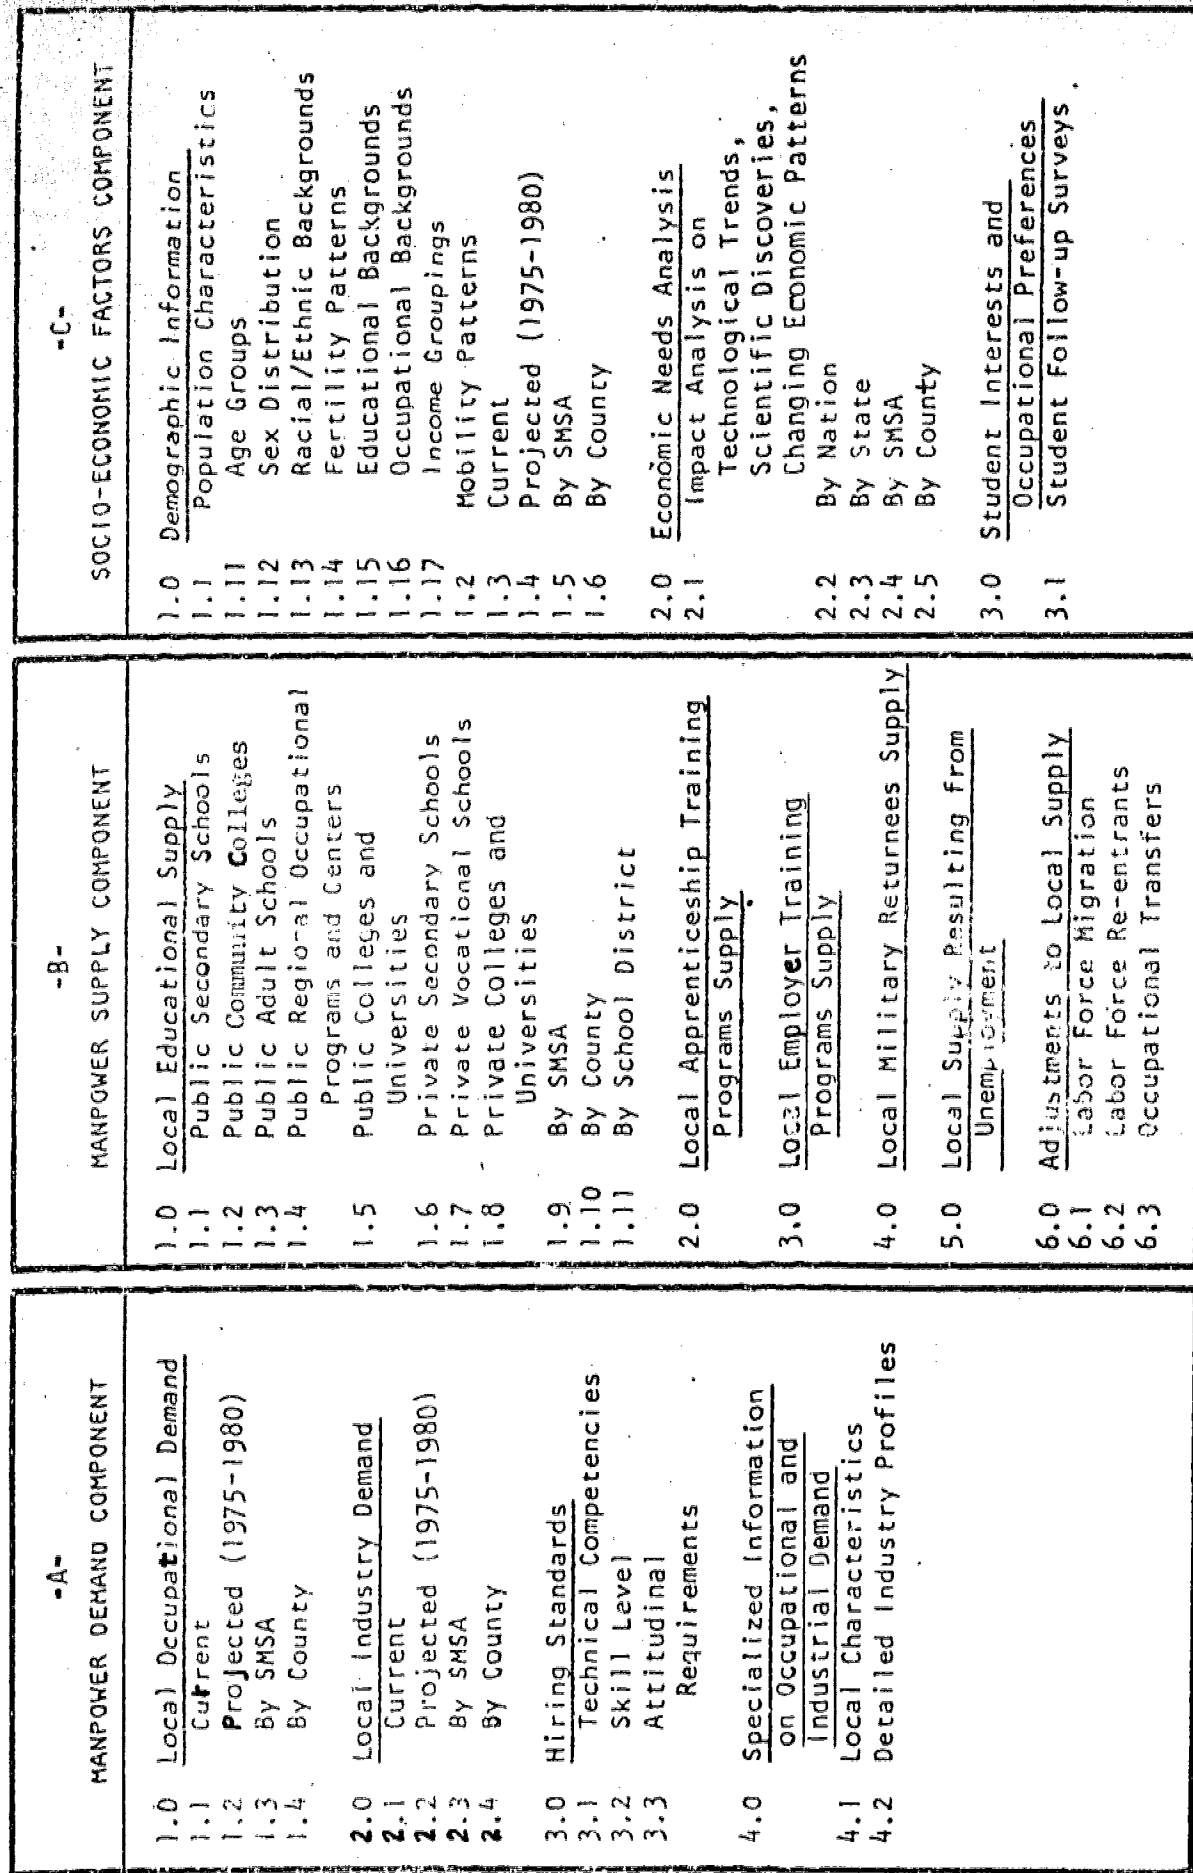 -A-
MANPOWER DEMAND COMPONENT
1.0 Local Occupational Demand
1.1 Current
1.2 Projected (1975-1980)
1.3 By SMSA
1.4 By County
2.0 Local Industry Demand
2.1 Current
2.2 Projected (1975-1980)
2.3 By SMSA
2.4 By County
3.0 Hiring Standards
3.1 Technical Competencies
3.2 Skill Level
3.3 Attitudinal
Requirements
4.0 Specialized Information
on Occupational and
Industrial Demand
4.1 Local Characteristics
4.2 Detailed Industry Profiles
-B-
MANPOWER SUPPLY COMPONENT
1.0 Local Educational Supply
1.1 Public Secondary Schools
1.2 Public Community Colleges
1.3 Public Adult Schools
1.4 Public Regional Occupational
Programs and Centers
1.5 Public Colleges and
Universities
1.6 Private Secondary Schools
1.7 Private Vocational Schools
1.8 Private Colleges and
Universities
1.9 By SMSA
1.10 By County
1.11 By School District
2.0 Local Apprenticeship Training
Programs Supply
3.0 Local Employer Training
Programs Supply
4.0 Local Military Returnees Supply
5.0 Local Supply Resulting from
Unemployment
6.0 Adjustments to Local Supply
6.1 Labor Force Migration
6.2 Labor Force Re-entrants
6.3 Occupational Transfers
-C-
SOCIO-ECONOMIC FACTORS COMPONENT
1.0 Demographic Information
1.1 Population Characteristics
1.11 Age Groups
1.12 Sex Distribution
1.13 Racial/Ethnic Backgrounds
1.14 Fertility Patterns
1.15 Educational Backgrounds
1.16 Occupational Backgrounds
1.17 Income Groupings
1.2 Mobility Patterns
1.3 Current
1.4 Projected (1975-1980)
1.5 By SMSA
1.6 By County
2.0 Economic Needs Analysis
2.1 Impact Analysis on
Technological Trends,
Scientific Discoveries,
Changing Economic Patterns
2.2 By Nation
2.3 By State
2.4 By SMSA
2.5 By County
3.0 Student Interests and
Occupational Preferences
3.1 Student Follow-up Surveys